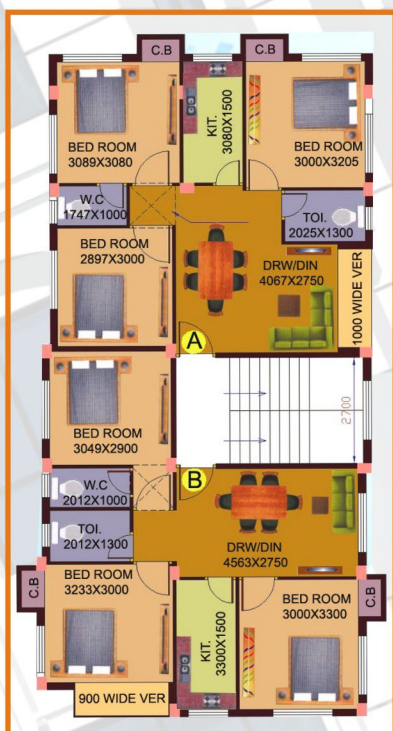 C.B
C.B
BED ROOM
3089X3080
KIT.
3080X1500
BED ROOM
3000X3205
W.C
1747X1000
TOI.
2025X1300
BED ROOM
2897X3000
DRW/DIN
4067X2750
1000 WIDE VER
A
BED ROOM
3049X2900
2700
B
W.C
2012X1000
TOI.
2012X1300
DRW/DIN
4563X2750
C.B
BED ROOM
3233X3000
KIT.
3300X1500
BED ROOM
3000X3300
C.B
900 WIDE VER